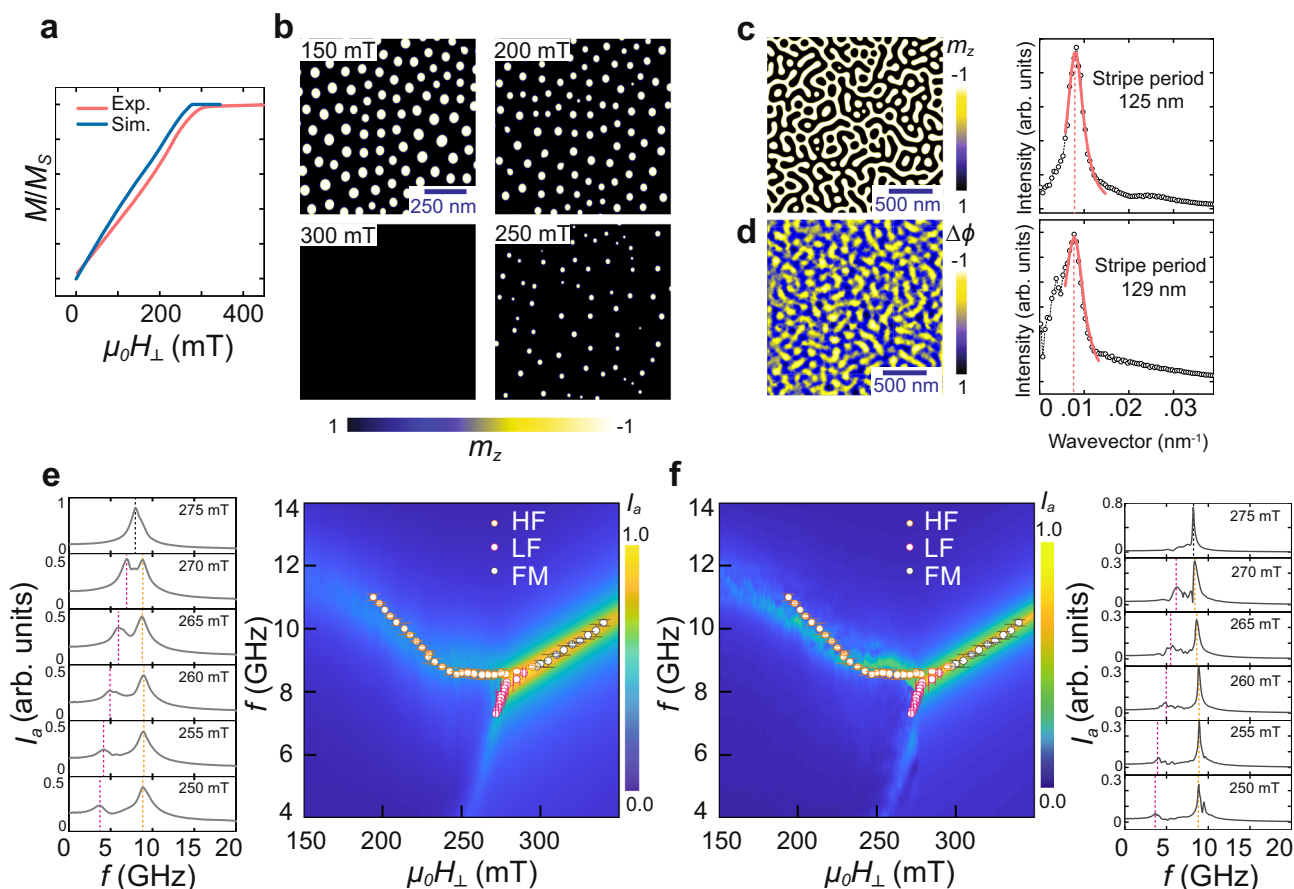 a
Exp.
Sim.
M/M_S
0 200 400
μ₀H⊥ (mT)
b
150 mT
200 mT
250 nm
300 mT
250 mT
1 -1
m_z
c
m_z
-1
1
500 nm
Intensity (arb. units)
Stripe period
125 nm
d
Δϕ
-1
1
500 nm
Intensity (arb. units)
Stripe period
129 nm
0 .01 .02 .03
Wavevector (nm⁻¹)
e
1
0
275 mT
0.5
0
270 mT
0.5
0
265 mT
0.5
0
260 mT
0.5
0
255 mT
0.5
0
250 mT
I_a (arb. units)
0 5 10 15 20
f (GHz)
14
12
10
8
6
4
f (GHz)
HF
LF
FM
150 200 250 300
μ₀H⊥ (mT)
I_a
1.0
0.0
f
14
12
10
8
6
4
f (GHz)
HF
LF
FM
150 200 250 300
μ₀H⊥ (mT)
I_a
1.0
0.0
0.8
0
275 mT
0.3
0
270 mT
0.3
0
265 mT
0.3
0
260 mT
0.3
0
255 mT
0.3
0
250 mT
I_a (arb. units)
0 5 10 15 20
f (GHz)